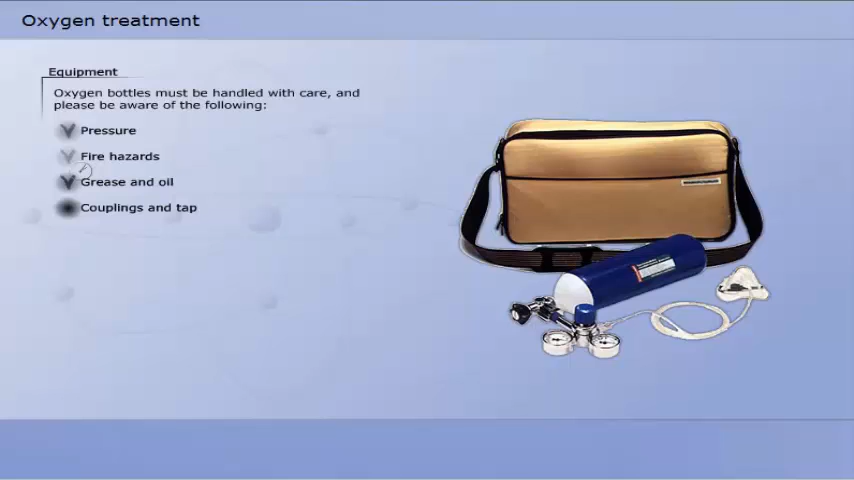 Oxygen treatment
Equipment
Oxygen bottles must be handled with care, and
please be aware of the following:
Pressure
Fire hazards
Grease and oil
Couplings and tap